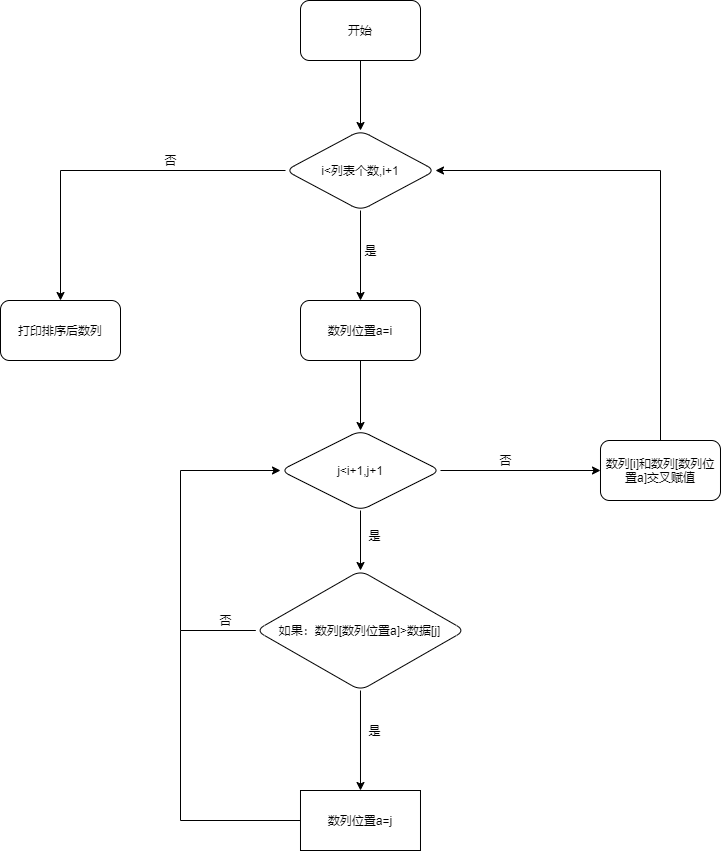 开始
否
i<列表个数,i+1
是
打印排序后数列
数列位置a=i
j<i+1,j+1
否
数列[i]和数列[数列位
置a]交叉赋值
是
否
如果：数列[数列位置a]>数据[j]
是
数列位置a=j